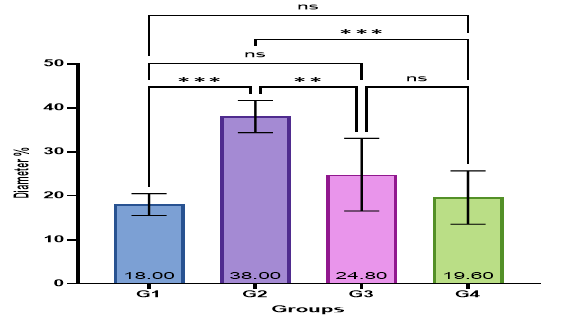 ns
***
ns
*** ** ns
50
40
30
20
10
0
Diameter %
18.00 38.00 24.80 19.60
G1 G2 G3 G4
Groups